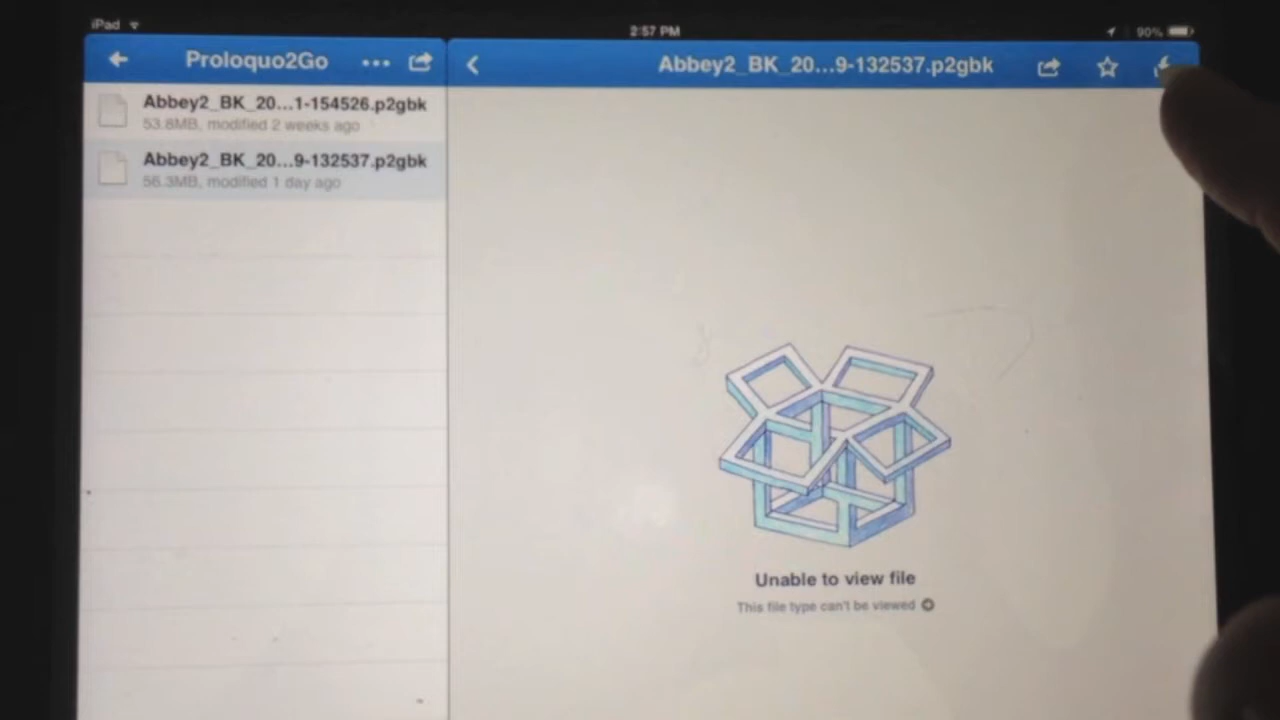 iPad
2:57 PM
90%
Proloquo2Go
Abbey2_BK_20...9-132537.p2gbk
Abbey2_BK_20...1-154526.p2gbk
53.8MB, modified 2 weeks ago
Abbey2_BK_20...9-132537.p2gbk
56.3MB, modified 1 day ago
Unable to view file
This file type can't be viewed